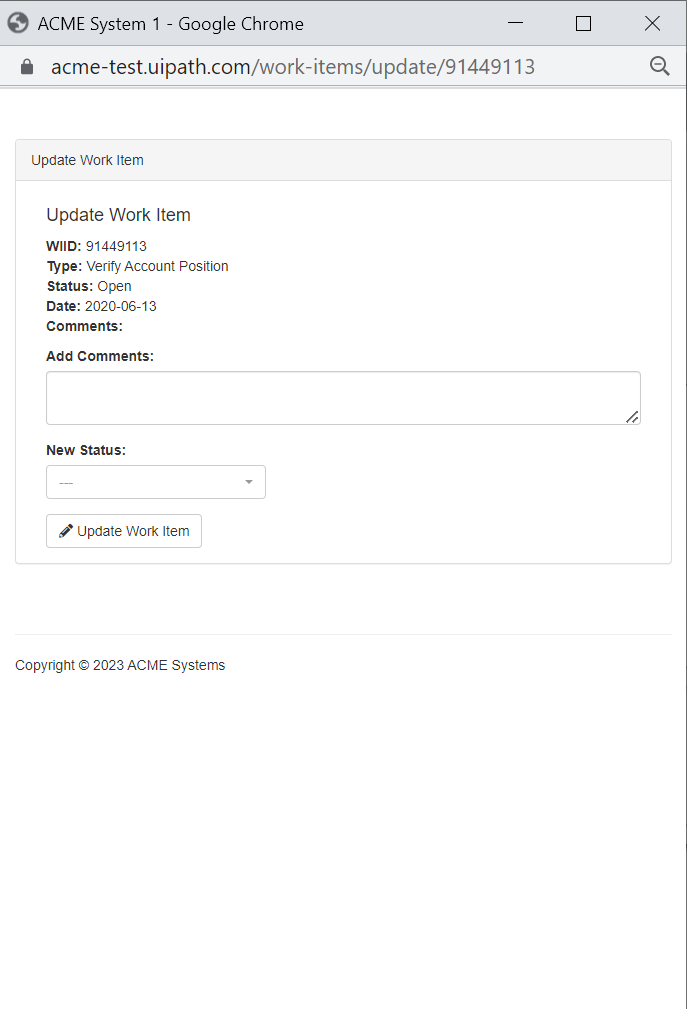 ACME System 1 - Google Chrome
acme-test.uipath.com/work-items/update/91449113
Update Work Item
Update Work Item
WIID: 91449113
Type: Verify Account Position
Status: Open
Date: 2020-06-13
Comments:
Add Comments:
New Status:
---
Update Work Item
Copyright © 2023 ACME Systems